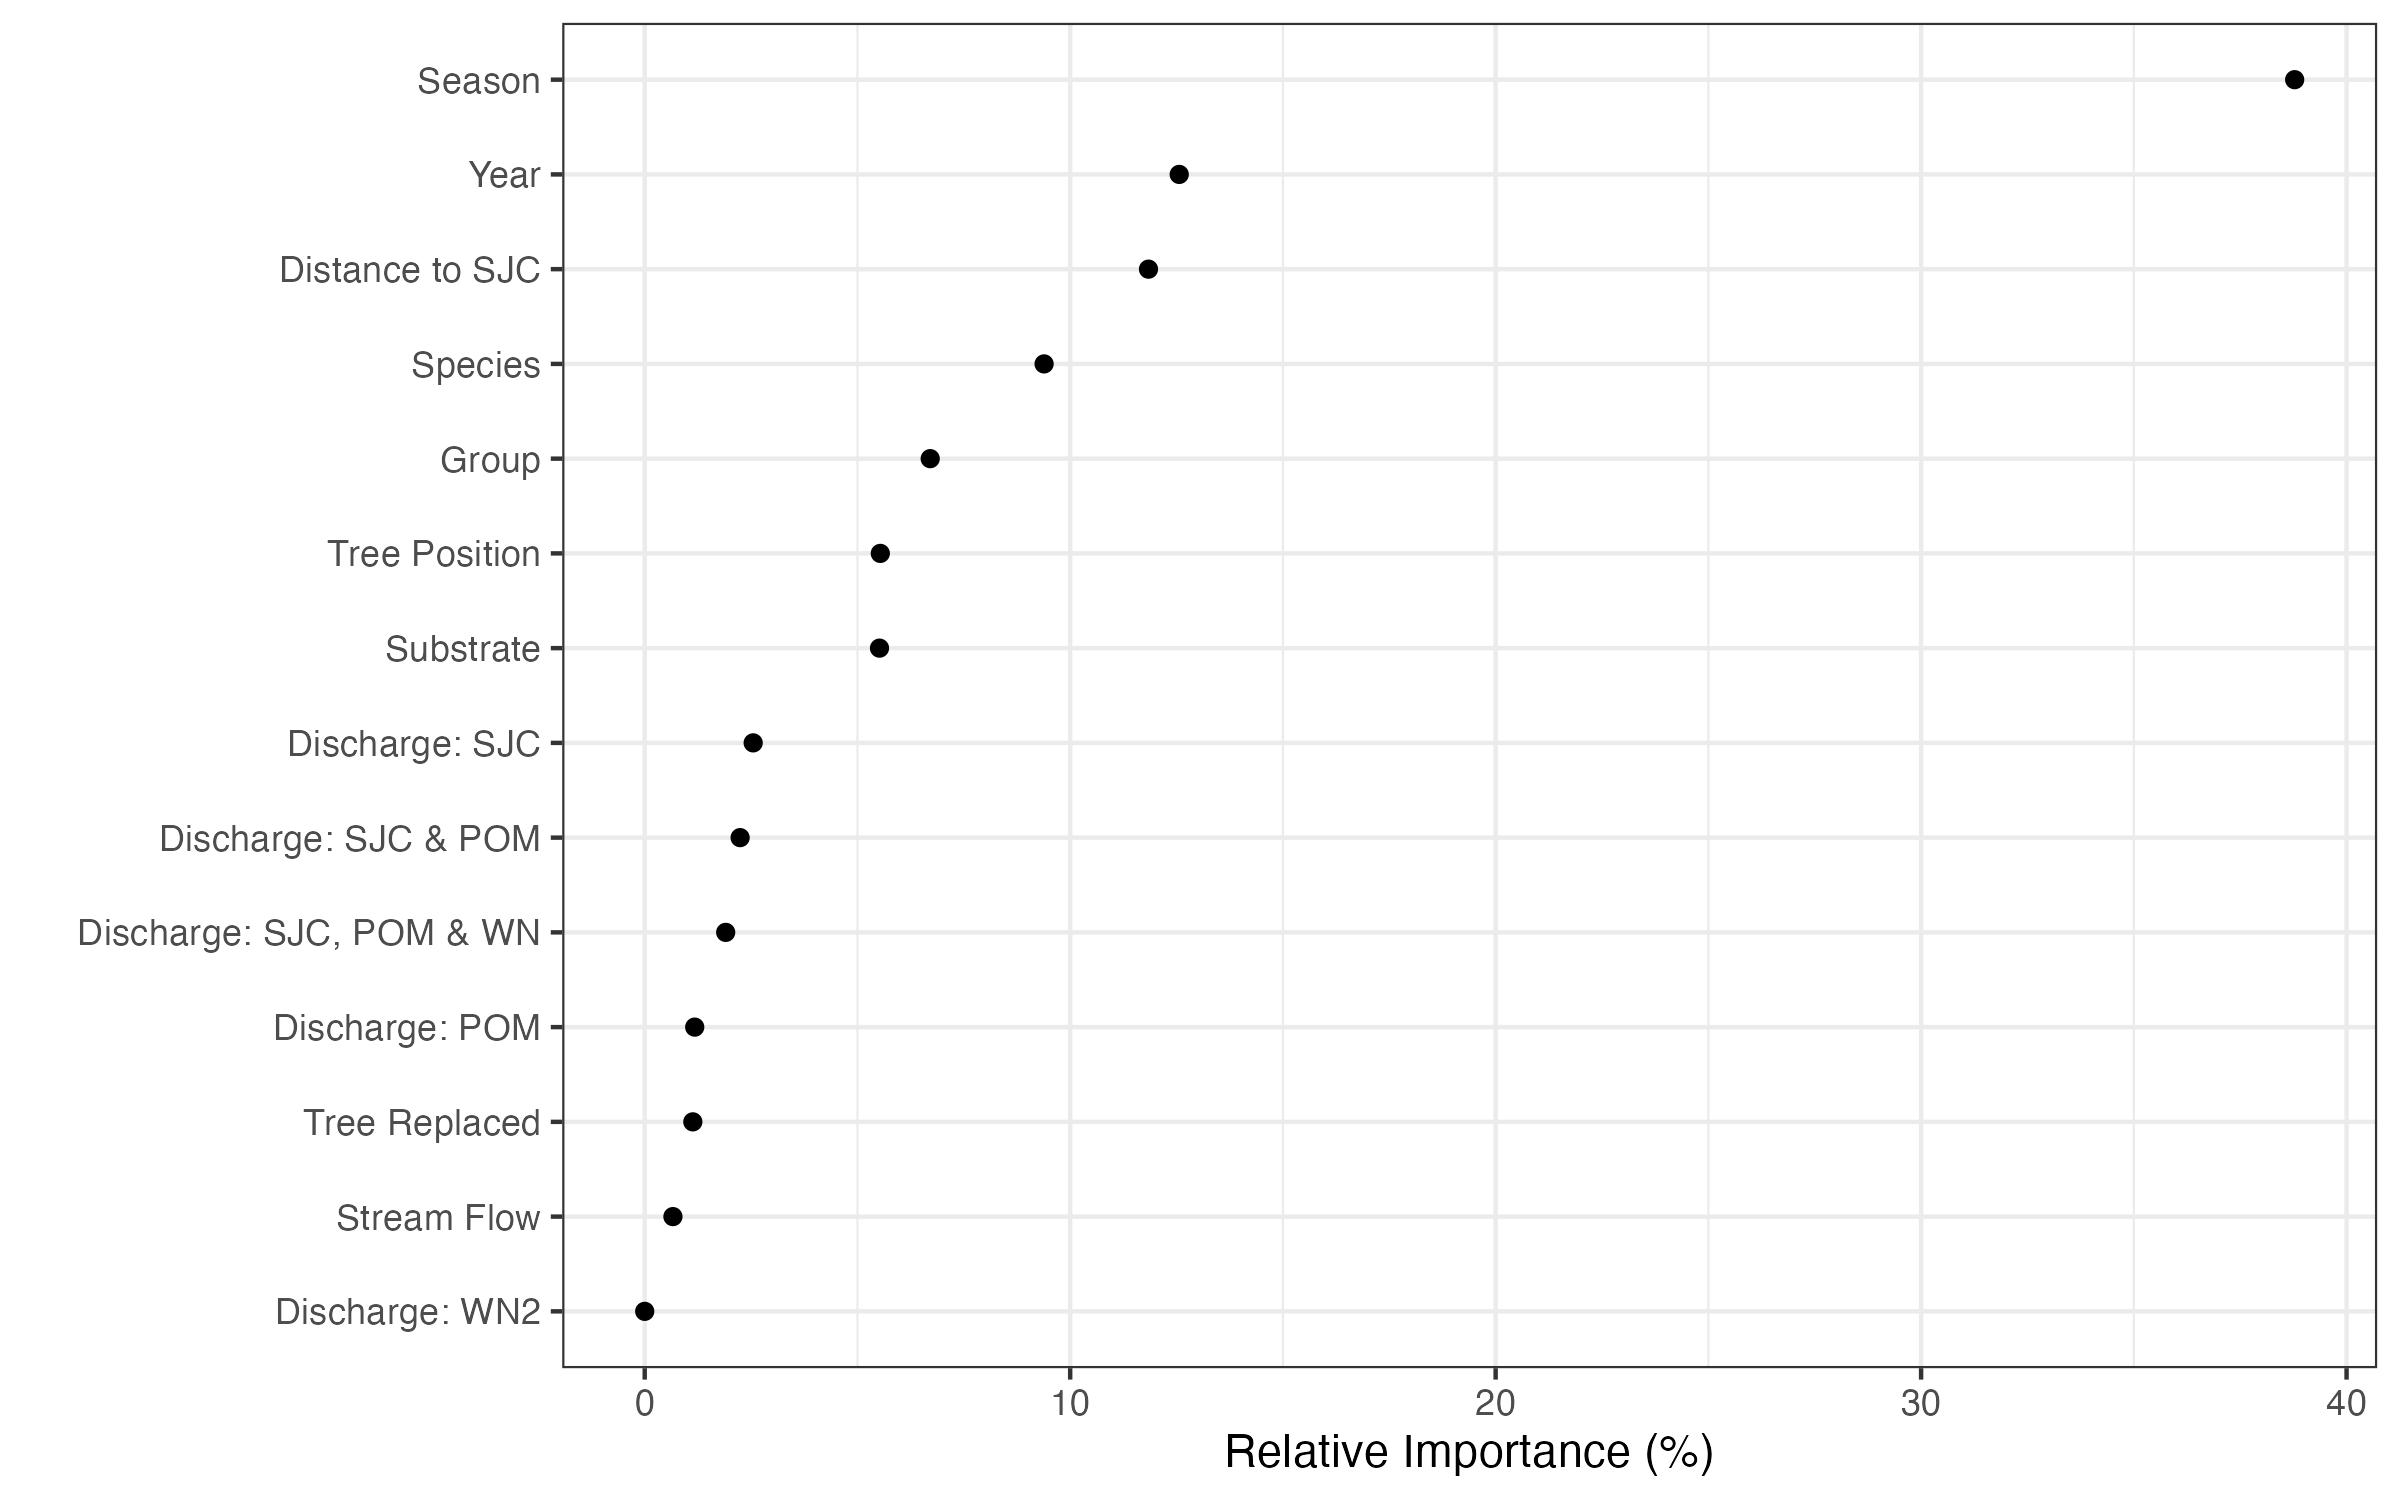 Season
Year
Distance to SJC
Species
Group
Tree Position
Substrate
Discharge: SJC
Discharge: SJC & POM
Discharge: SJC, POM & WN
Discharge: POM
Tree Replaced
Stream Flow
Discharge: WN2
0 10 20 30 40
Relative Importance (%)